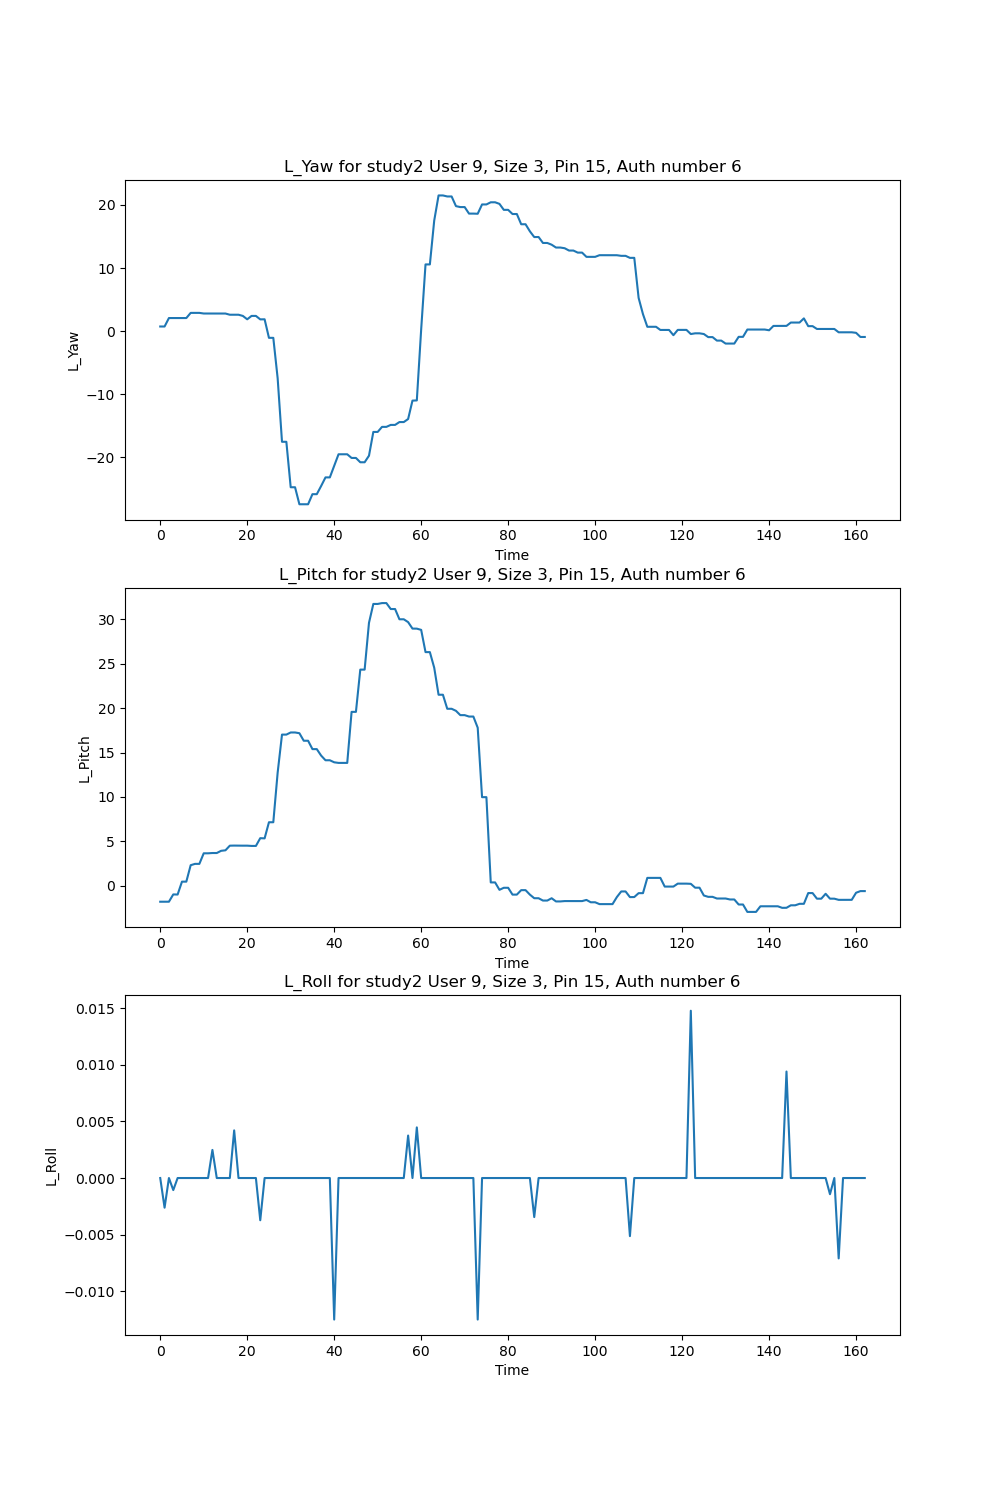 L_Yaw for study2 User 9, Size 3, Pin 15, Auth number 6
20
10
0
−10
−20
L_Yaw
0 20 40 60 80 100 120 140 160
Time
L_Pitch for study2 User 9, Size 3, Pin 15, Auth number 6
30
25
20
15
10
5
0
L_Pitch
0 20 40 60 80 100 120 140 160
Time
L_Roll for study2 User 9, Size 3, Pin 15, Auth number 6
0.015
0.010
0.005
0.000
−0.005
−0.010
L_Roll
0 20 40 60 80 100 120 140 160
Time